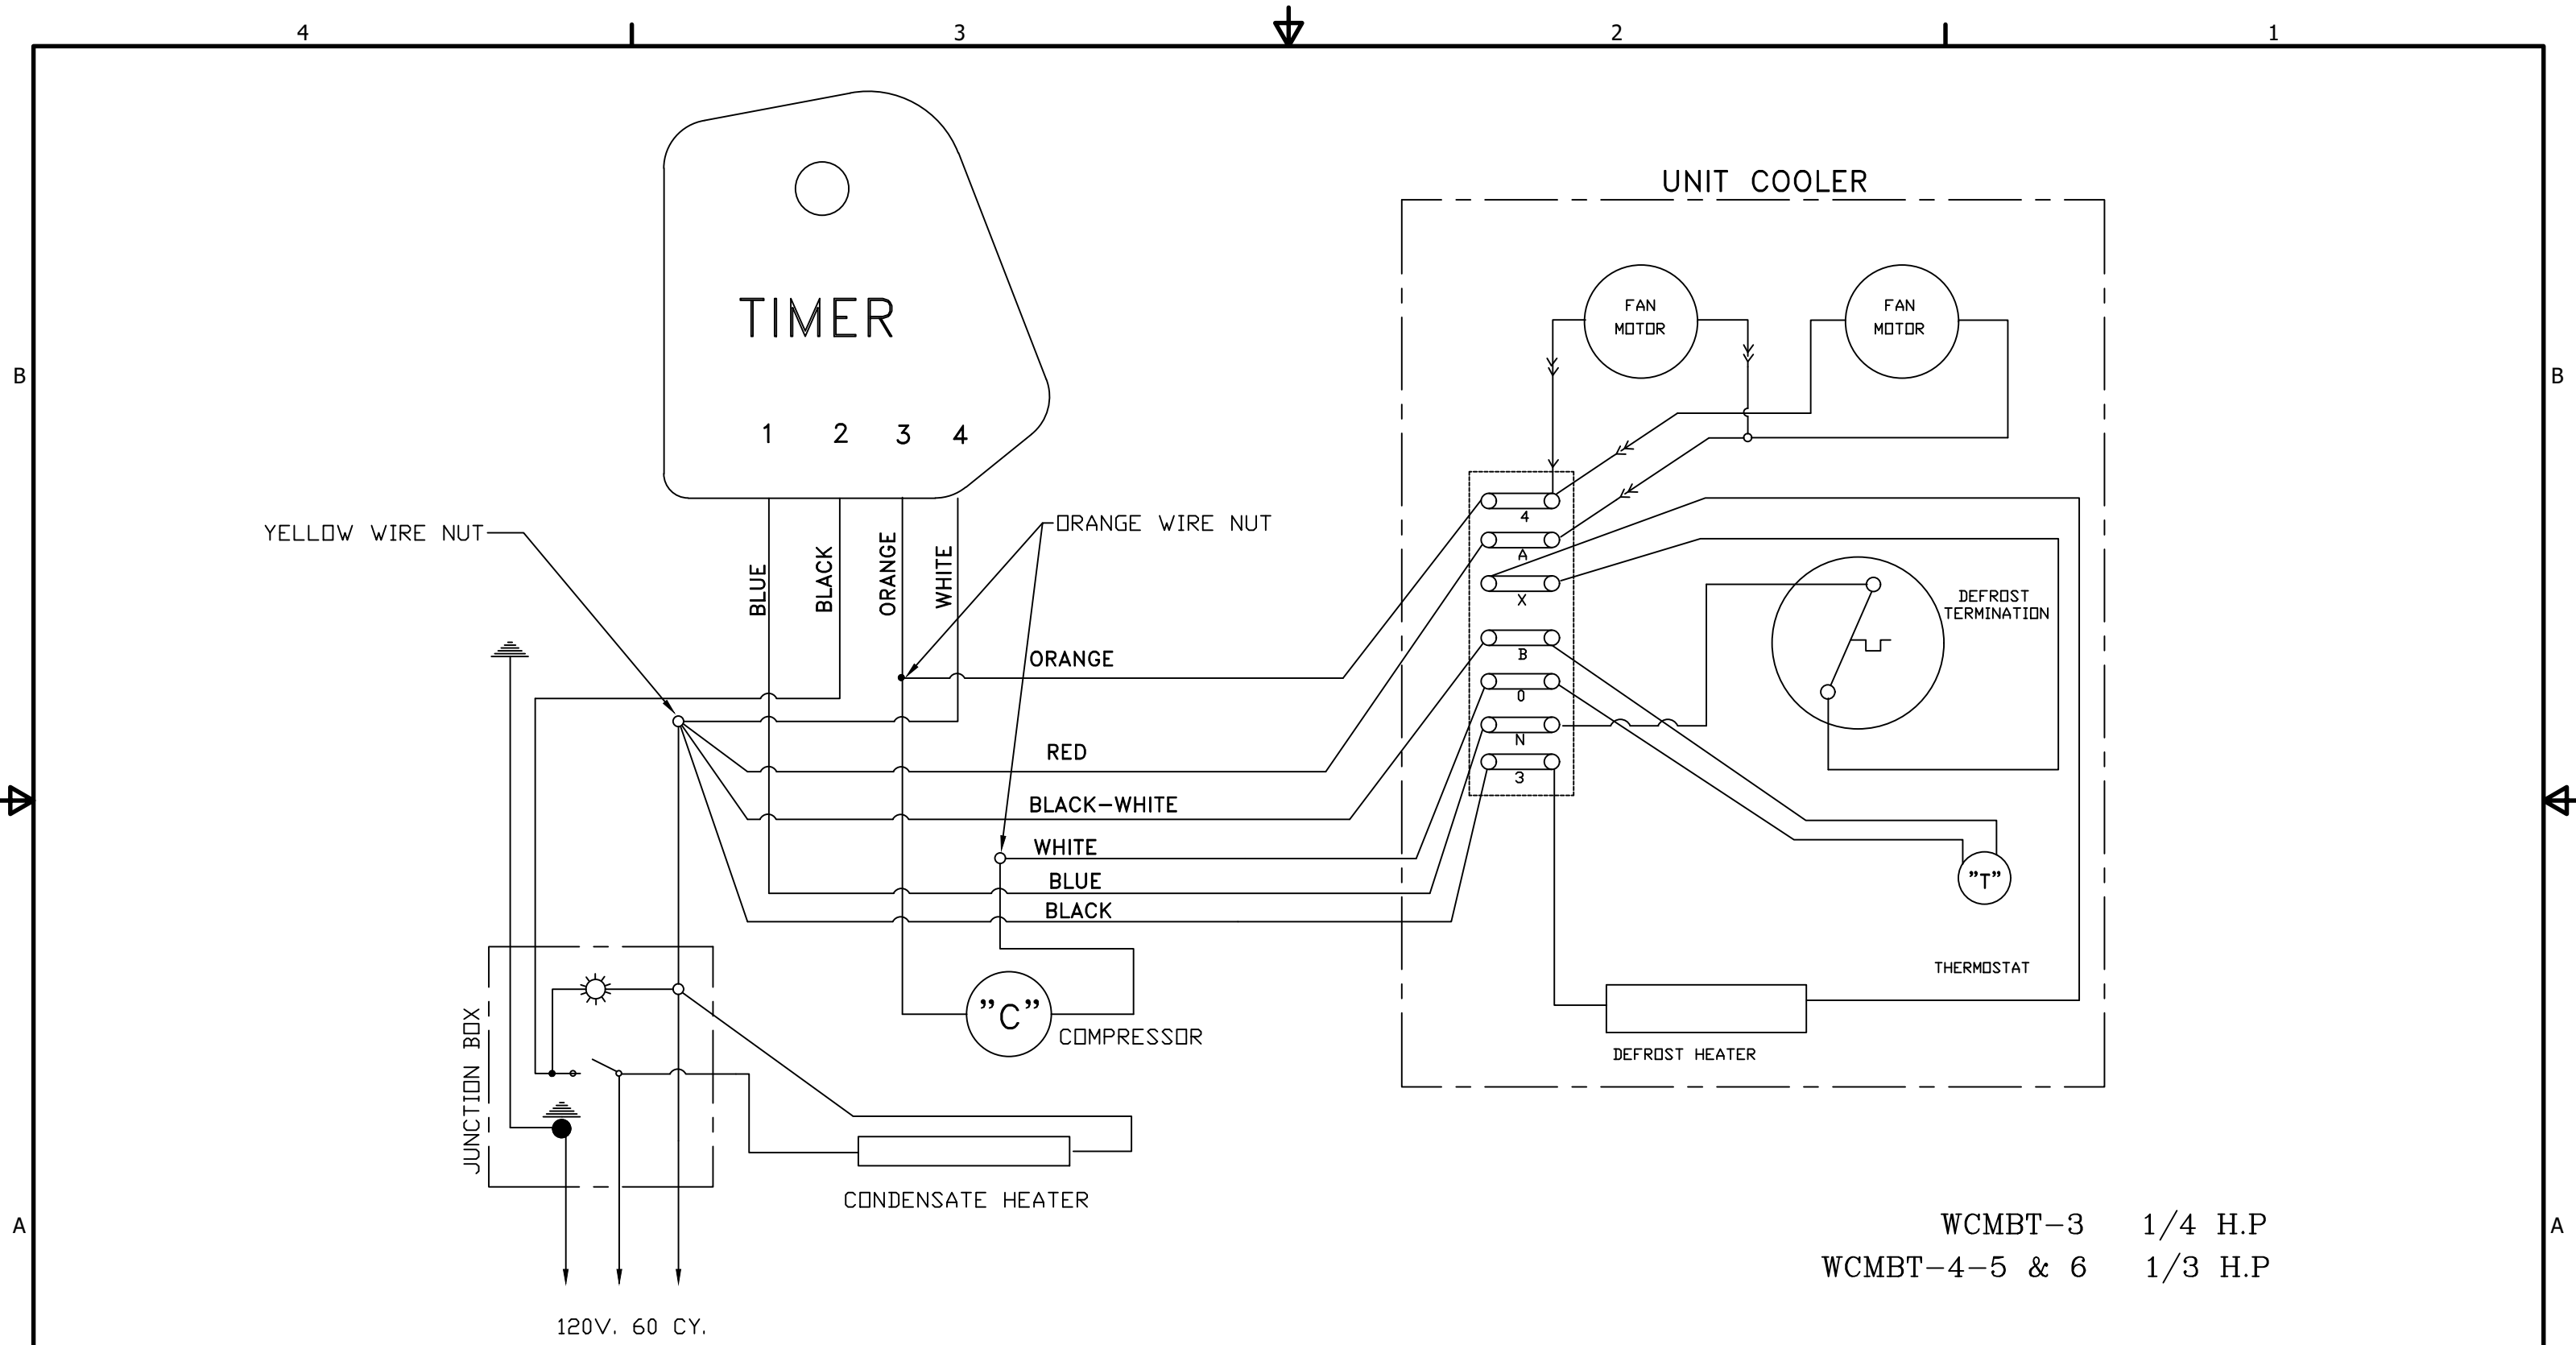 4 3 2 1
UNIT COOLER
FAN
MOTOR
FAN
MOTOR
TIMER
B B
1 2 3 4
4
YELLOW WIRE NUT
ORANGE WIRE NUT
A
BLUE
BLACK
ORANGE
WHITE
X
DEFROST
TERMINATION
ORANGE
B
0
RED
N
3
BLACK-WHITE
WHITE
BLUE
"T"
BLACK
THERMOSTAT
"C"
COMPRESSOR
JUNCTION BOX
DEFROST HEATER
CONDENSATE HEATER
A A
WCMBT-3 1/4 H.P
WCMBT-4-5 & 6 1/3 H.P
120V. 60 CY.